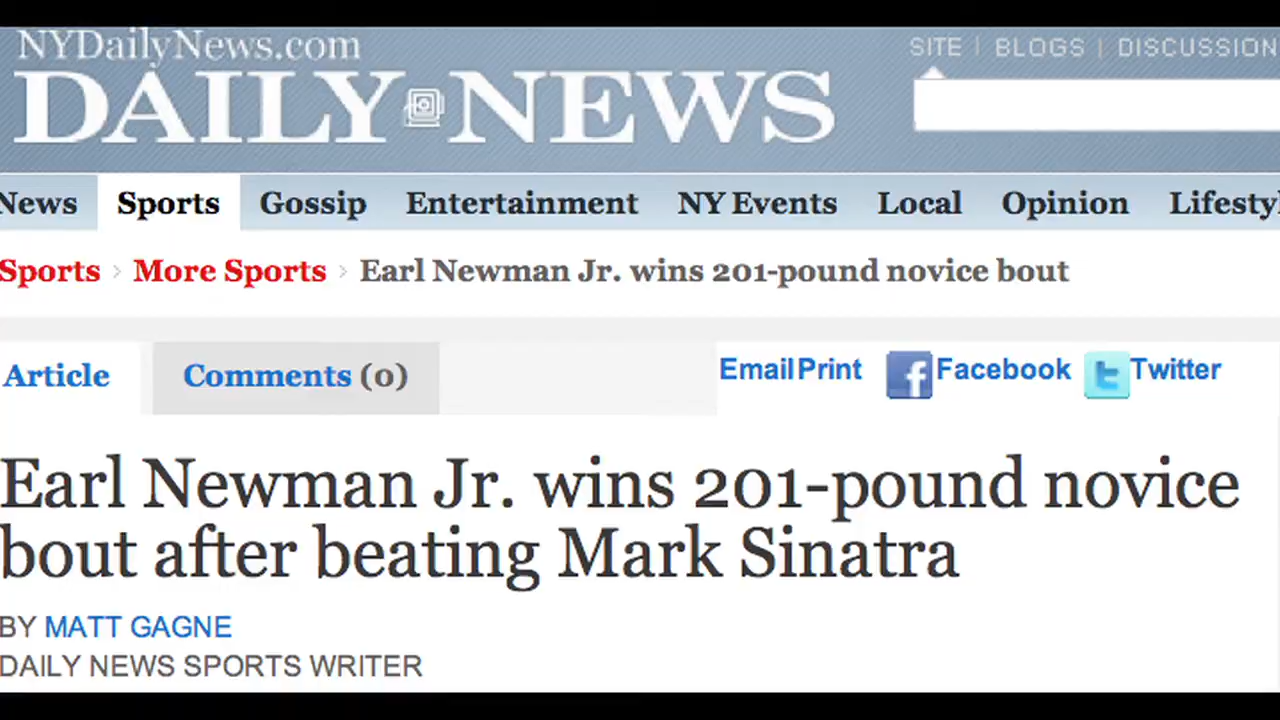 NYDailyNews.com
DAILY NEWS
SITE | BLOGS | DISCUSSION
News Sports Gossip Entertainment NY Events Local Opinion Lifestyl
Sports › More Sports › Earl Newman Jr. wins 201-pound novice bout
Article Comments (0) Email Print Facebook Twitter
Earl Newman Jr. wins 201-pound novice
bout after beating Mark Sinatra
BY MATT GAGNE
DAILY NEWS SPORTS WRITER